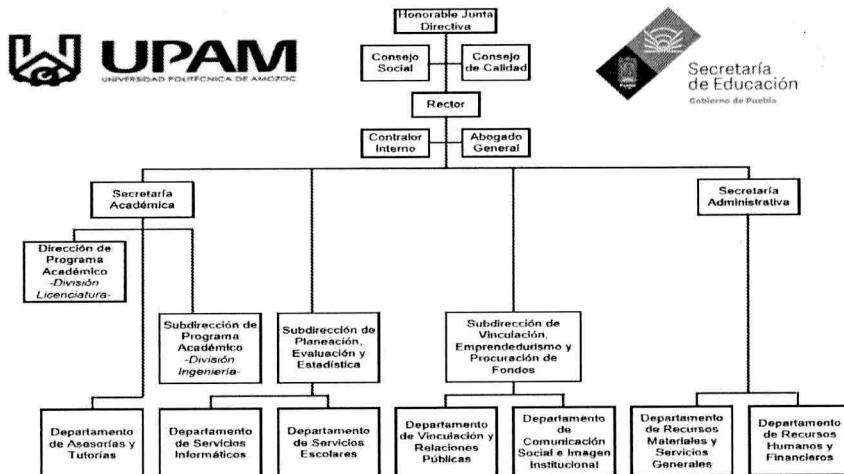 Honorable Junta
Directiva
UPAM
UNIVERSIDAD POLITÉCNICA DE AMOZOC
Consejo
Social
Consejo
de Calidad
Secretaría
de Educación
Gobierno de Puebla
Rector
Contralor
Interno
Abogado
General
Secretaría
Académica
Secretaría
Administrativa
Dirección de
Programa
Académico
-División
Licenciatura-
Subdirección de
Programa
Académico
-División
Ingeniería-
Subdirección de
Planeación,
Evaluación y
Estadística
Subdirección de
Vinculación,
Emprendedurismo y
Procuración de
Fondos
Departamento
de Asesorías y
Tutorías
Departamento
de Servicios
Informáticos
Departamento
de Servicios
Escolares
Departamento
de Vinculación y
Relaciones
Públicas
Departamento
de
Comunicación
Social e Imagen
Institucional
Departamento
de Recursos
Materiales y
Servicios
Generales
Departamento
de Recursos
Humanos y
Financieros